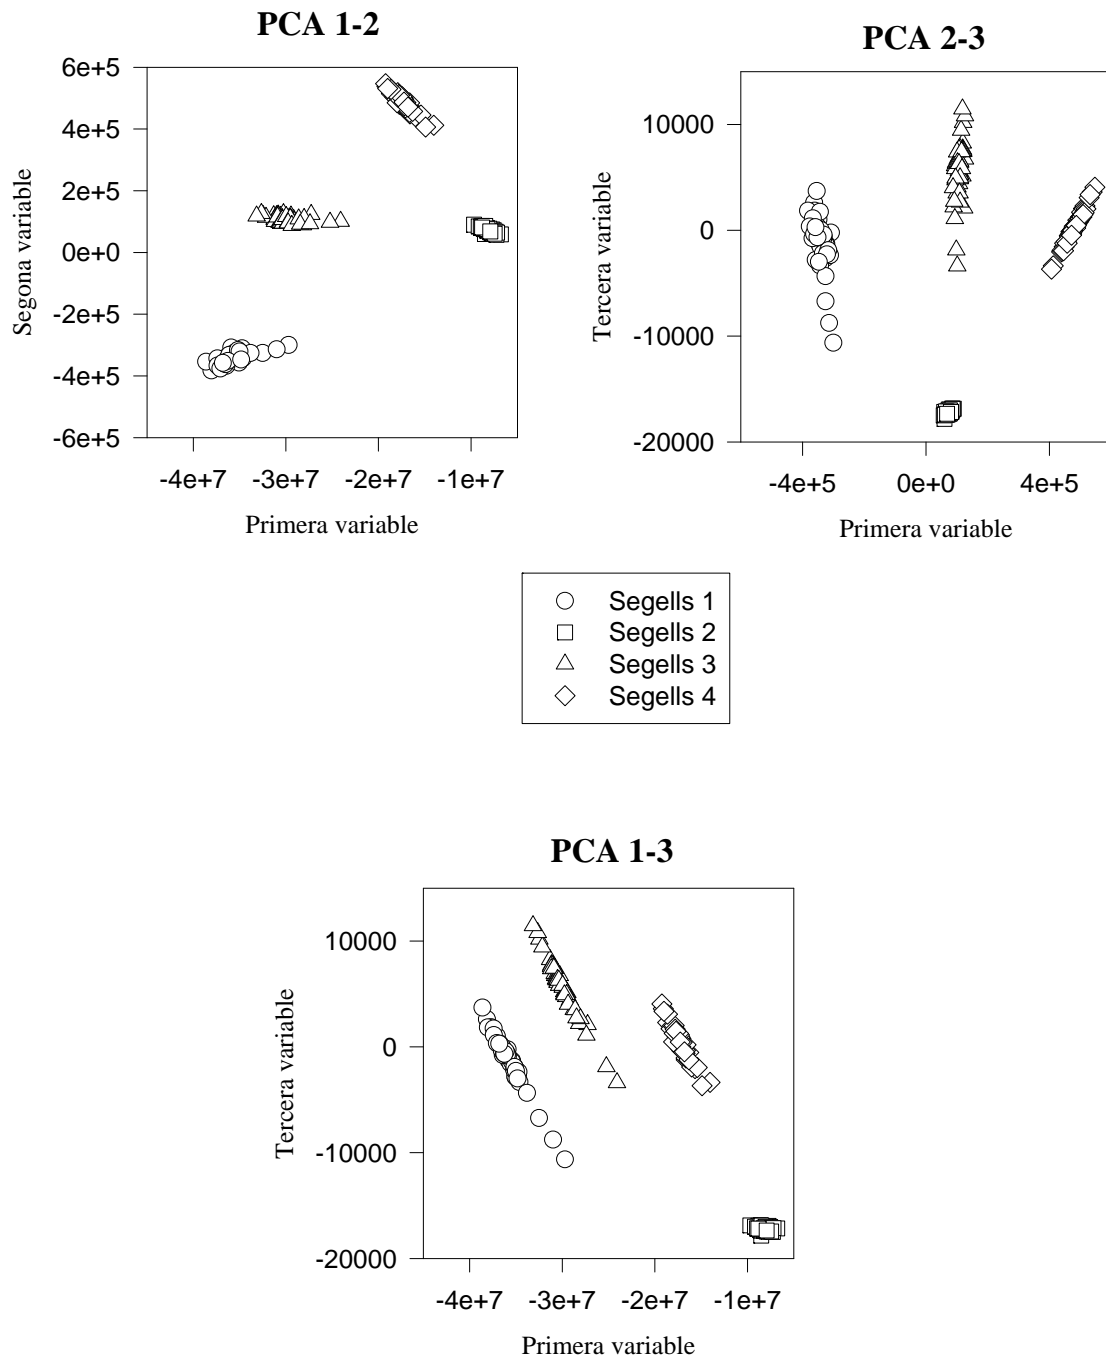 PCA 1-2
6e+5
4e+5
2e+5
0e+0
-2e+5
-4e+5
-6e+5
Segona variable
-4e+7 -3e+7 -2e+7 -1e+7
Primera variable
PCA 2-3
10000
0
-10000
-20000
Tercera variable
-4e+5 0e+0 4e+5
Primera variable
Segells 1
Segells 2
Segells 3
Segells 4
PCA 1-3
10000
0
-10000
-20000
Tercera variable
-4e+7 -3e+7 -2e+7 -1e+7
Primera variable